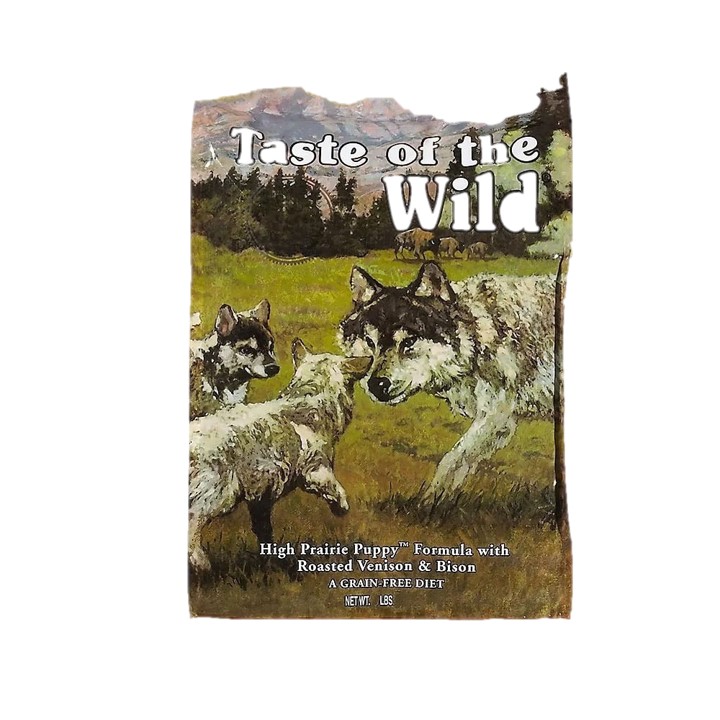 Taste of the
Wild
High Prairie Puppy™ Formula with
Roasted Venison & Bison
A GRAIN-FREE DIET
NET WT. LBS